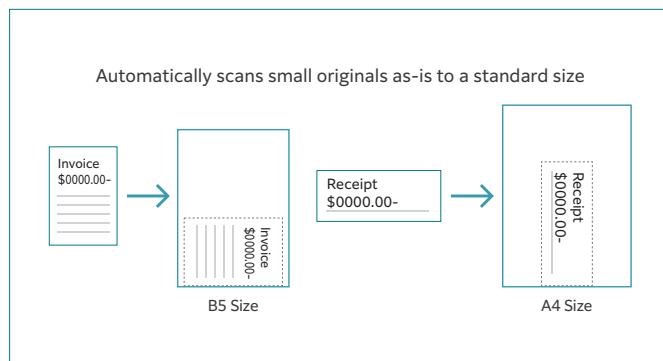 Automatically scans small originals as-is to a standard size
Invoice
$0000.00-
Invoice
$0000.00-
B5 Size
Receipt
$0000.00-
Receipt
$0000.00-
A4 Size